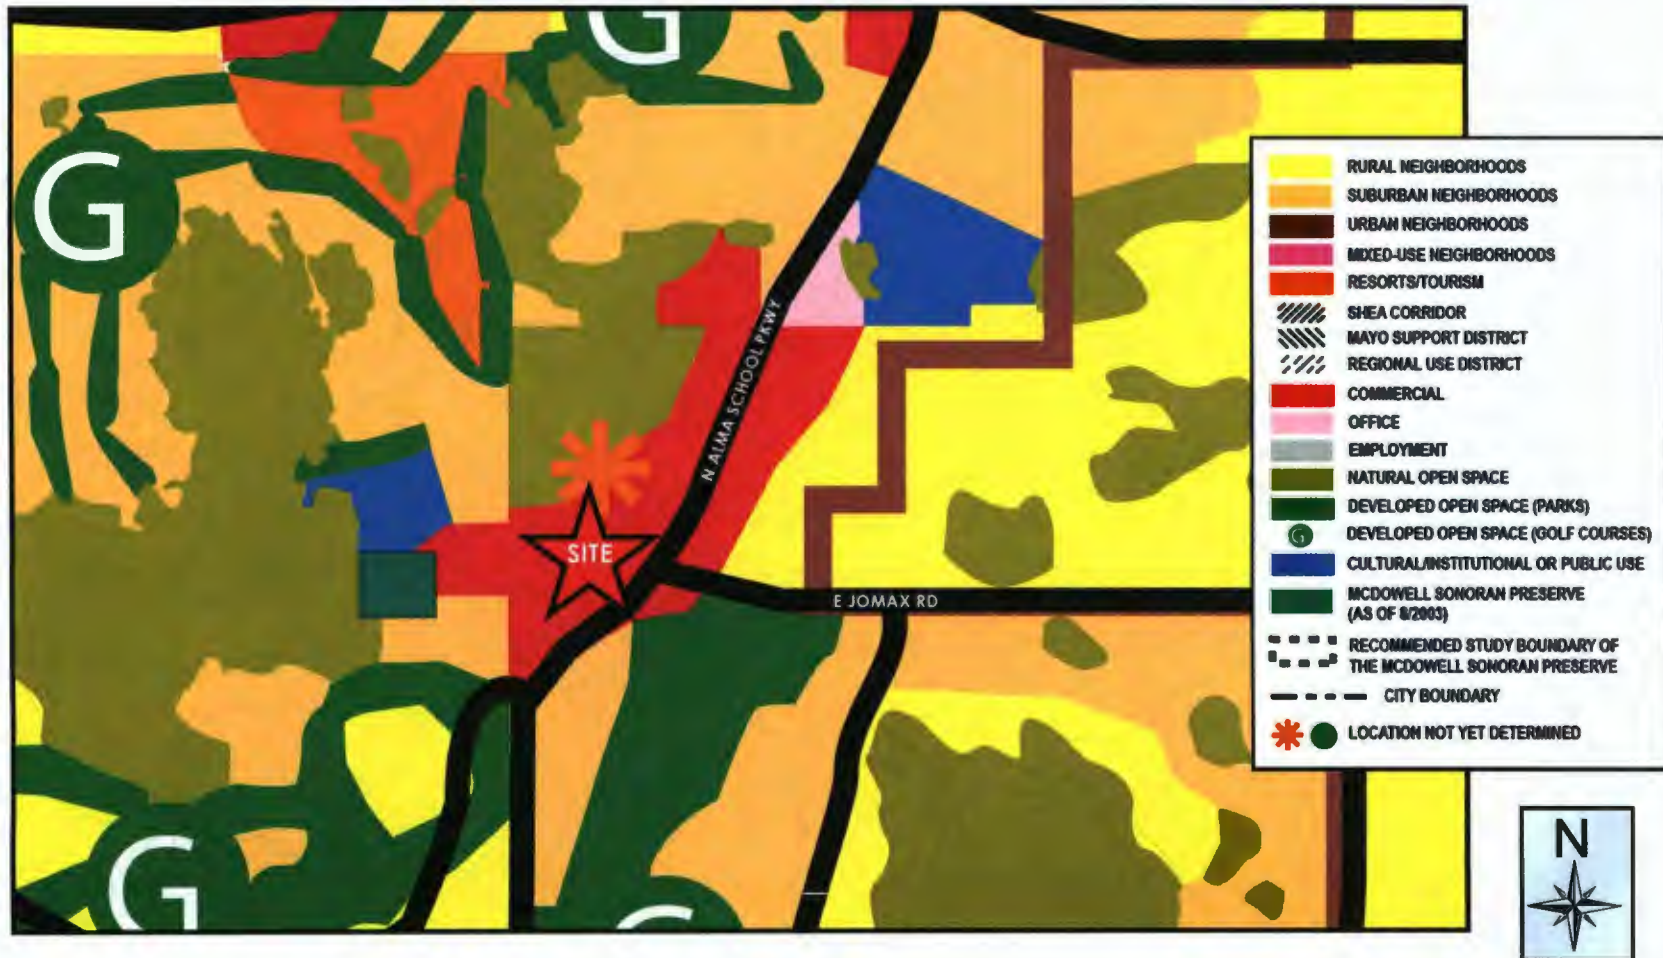 G
G
N ALMA SCHOOL PKWY
SITE
E JOMAX RD
G
G
RURAL NEIGHBORHOODS
SUBURBAN NEIGHBORHOODS
URBAN NEIGHBORHOODS
MIXED-USE NEIGHBORHOODS
RESORTS/TOURISM
SHEA CORRIDOR
MAYO SUPPORT DISTRICT
REGIONAL USE DISTRICT
COMMERCIAL
OFFICE
EMPLOYMENT
NATURAL OPEN SPACE
DEVELOPED OPEN SPACE (PARKS)
G DEVELOPED OPEN SPACE (GOLF COURSES)
CULTURAL/INSTITUTIONAL OR PUBLIC USE
MCDOWELL SONORAN PRESERVE
(AS OF 8/2003)
RECOMMENDED STUDY BOUNDARY OF
THE MCDOWELL SONORAN PRESERVE
CITY BOUNDARY
LOCATION NOT YET DETERMINED
N